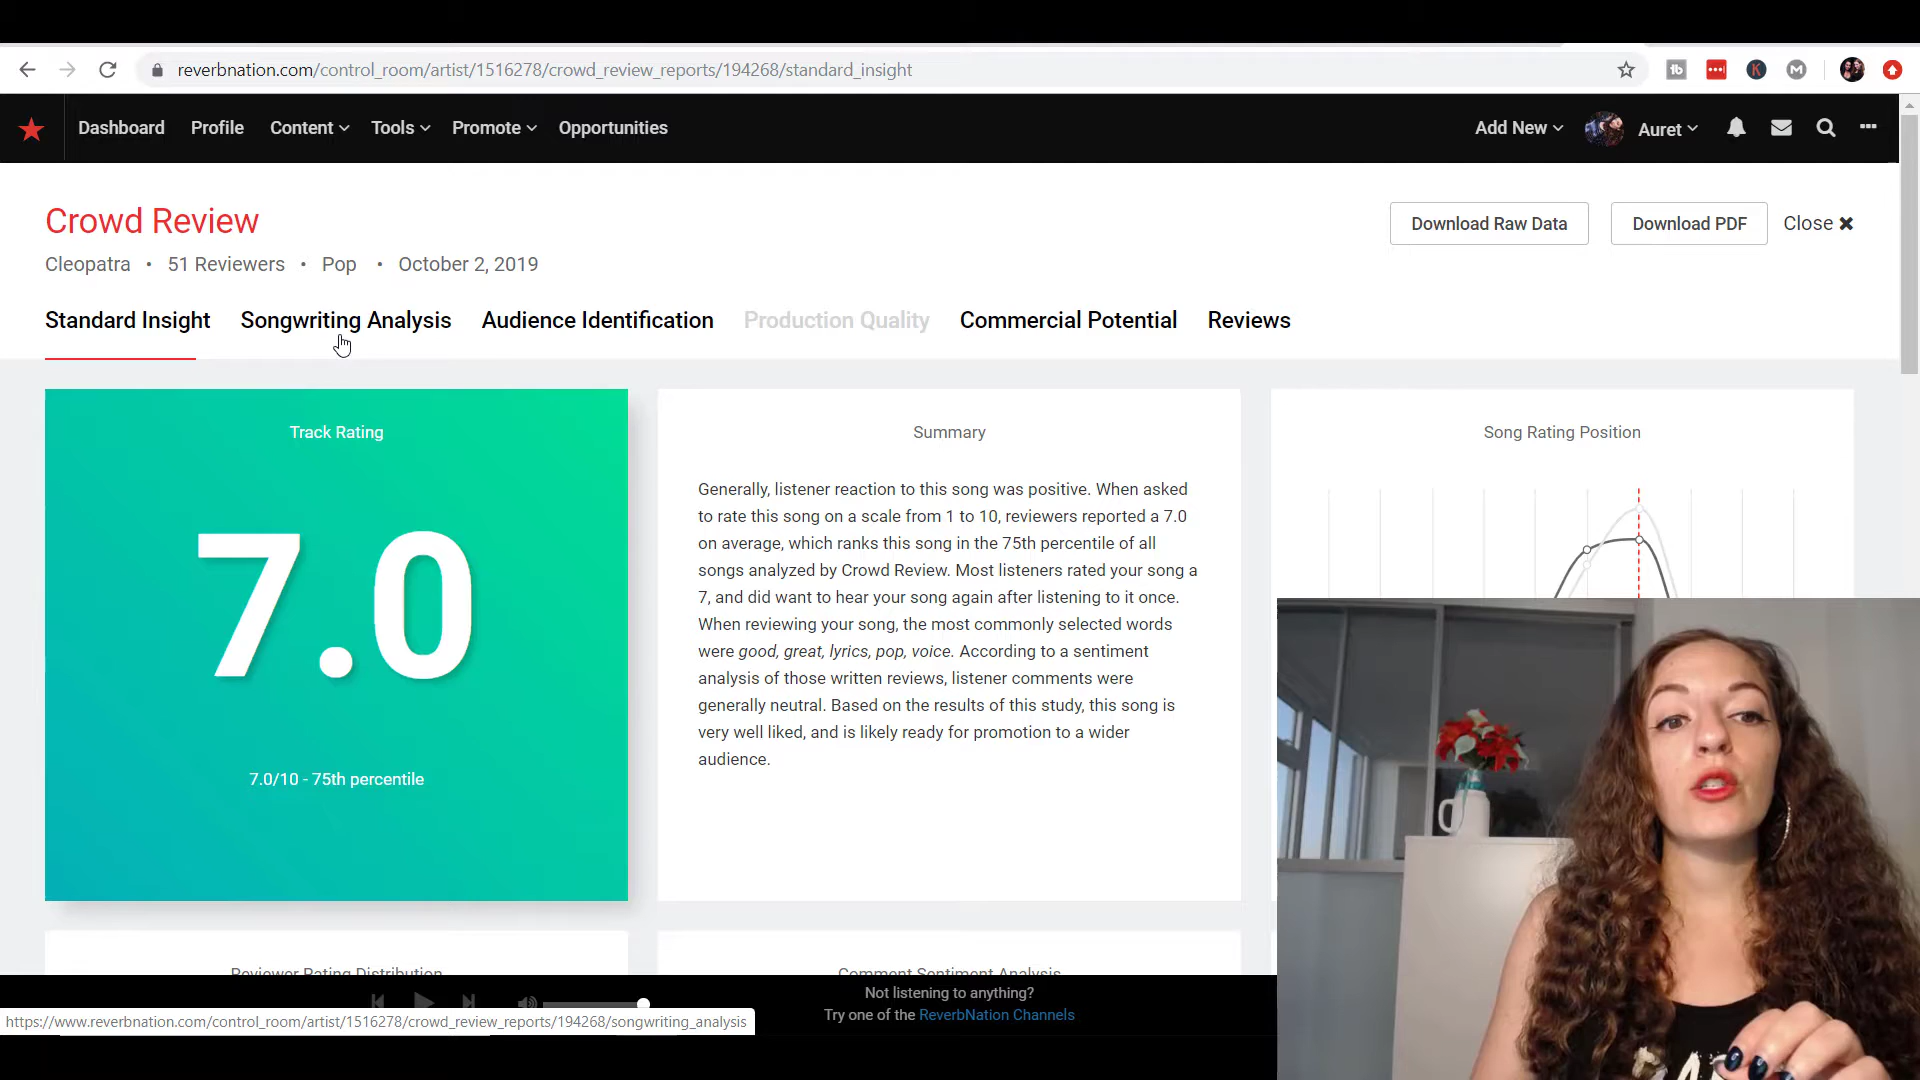 reverbnation.com/control_room/artist/1516278/crowd_review_reports/194268/standard_insight
Dashboard Profile Content Tools Promote Opportunities Add New Auret
Crowd Review
Download Raw Data Download PDF Close
Cleopatra • 51 Reviewers • Pop • October 2, 2019
Standard Insight Songwriting Analysis Audience Identification Production Quality Commercial Potential Reviews
Track Rating
7.0
7.0/10 - 75th percentile
Summary
Generally, listener reaction to this song was positive. When asked
to rate this song on a scale from 1 to 10, reviewers reported a 7.0
on average, which ranks this song in the 75th percentile of all
songs analyzed by Crowd Review. Most listeners rated your song a
7, and did want to hear your song again after listening to it once.
When reviewing your song, the most commonly selected words
were good, great, lyrics, pop, voice. According to a sentiment
analysis of those written reviews, listener comments were
generally neutral. Based on the results of this study, this song is
very well liked, and is likely ready for promotion to a wider
audience.
Song Rating Position
Reviewer Rating Distribution
Comment Sentiment Analysis
Not listening to anything?
Try one of the ReverbNation Channels
https://www.reverbnation.com/control_room/artist/1516278/crowd_review_reports/194268/songwriting_analysis